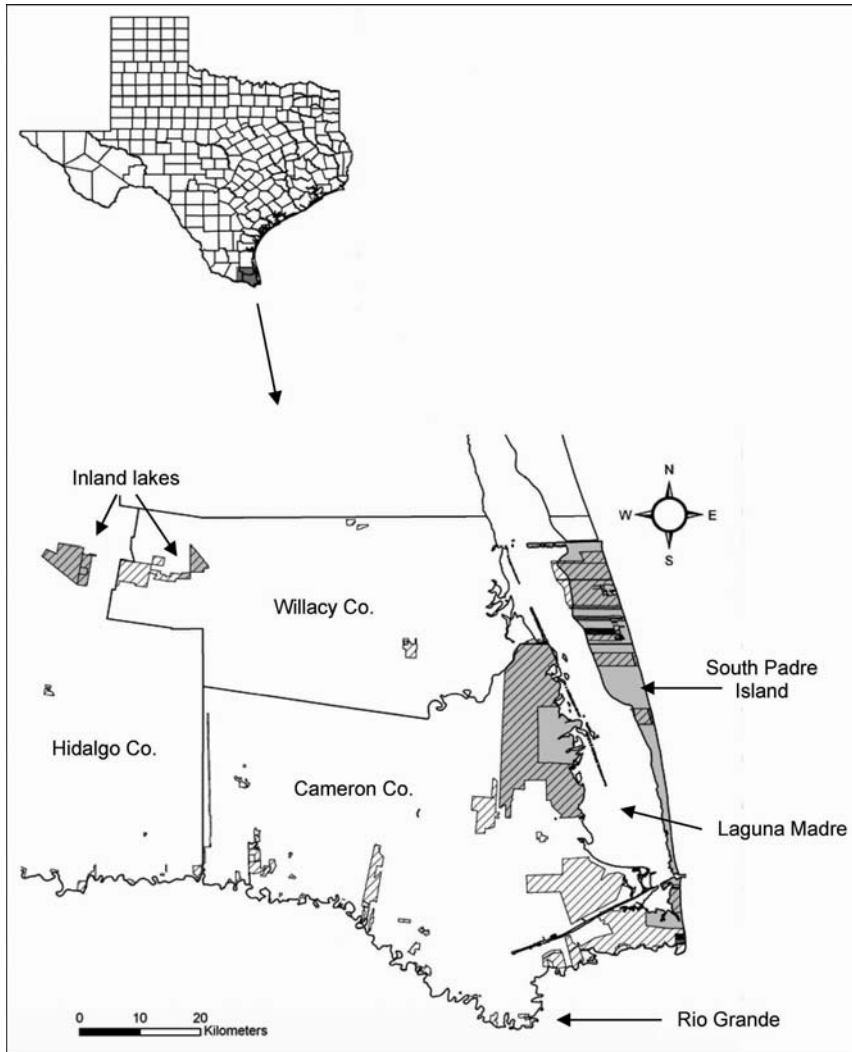 Inland lakes
N
W E
S
Willacy Co.
South Padre
Island
Hidalgo Co.
Cameron Co.
Laguna Madre
Rio Grande
0 10 20
Kilometers